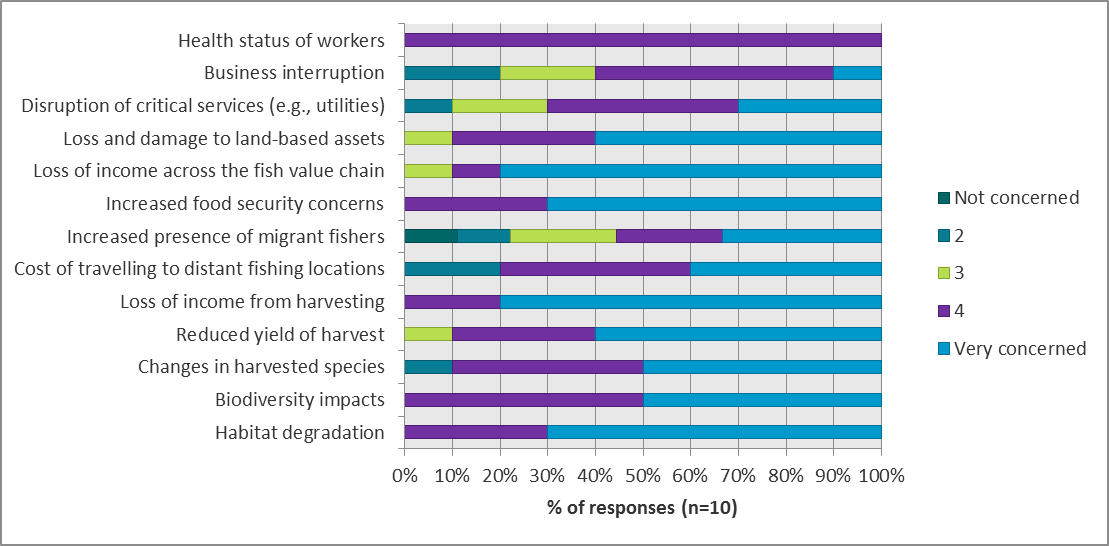 Health status of workers
Business interruption
Disruption of critical services (e.g., utilities)
Loss and damage to land-based assets
Loss of income across the fish value chain
Increased food security concerns
Increased presence of migrant fishers
Cost of travelling to distant fishing locations
Loss of income from harvesting
Reduced yield of harvest
Changes in harvested species
Biodiversity impacts
Habitat degradation
0% 10% 20% 30% 40% 50% 60% 70% 80% 90% 100%
% of responses (n=10)
Not concerned
2
3
4
Very concerned